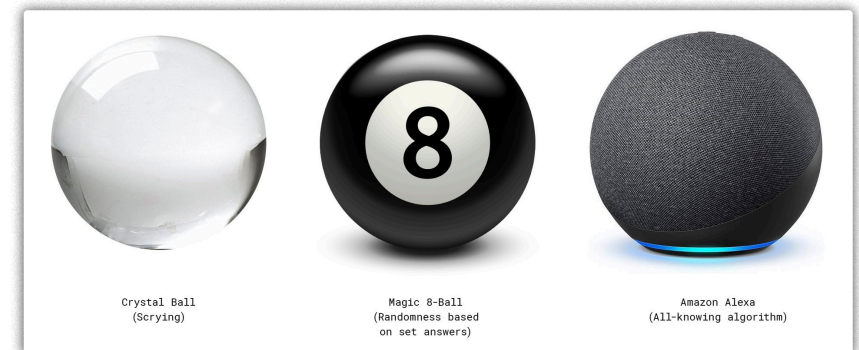 8
Crystal Ball
(Scrying)
Magic 8-Ball
(Randomness based
on set answers)
Amazon Alexa
(All-knowing algorithm)